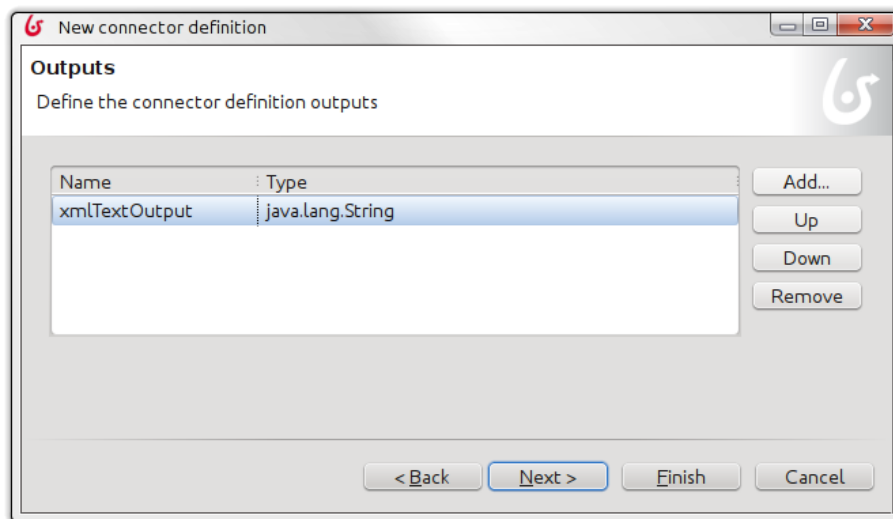 New connector definition
Outputs
Define the connector definition outputs
Name Type
xmlTextOutput java.lang.String
Add...
Up
Down
Remove
< Back Next > Finish Cancel